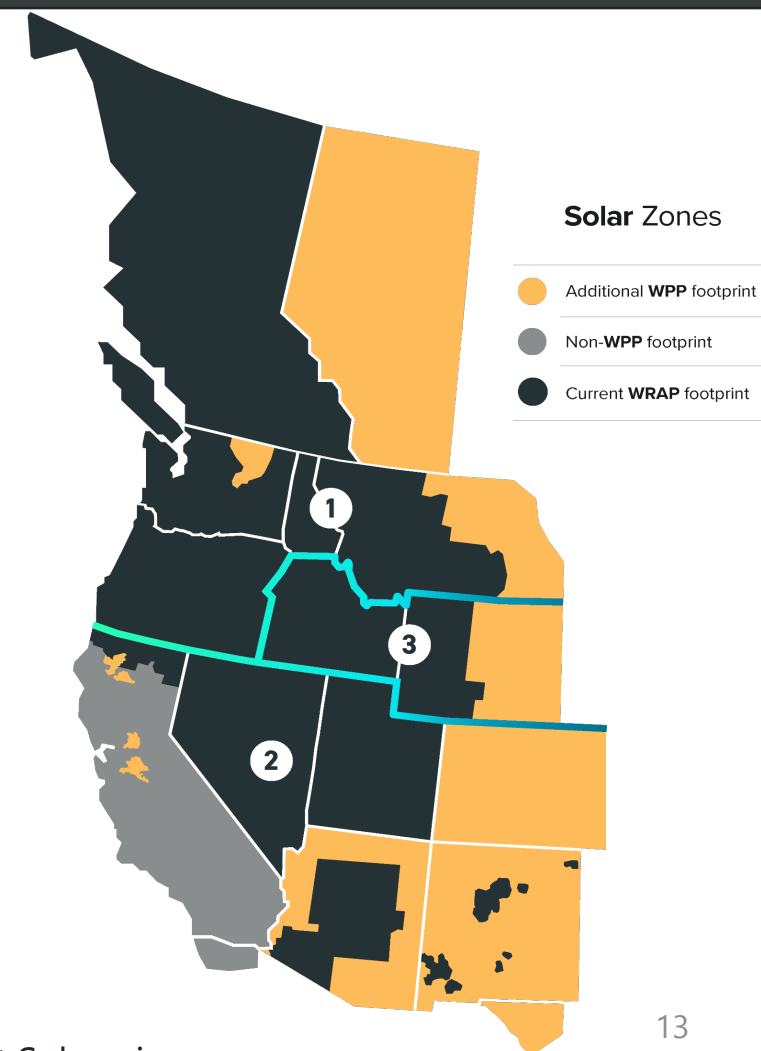 Solar Zones
Additional WPP footprint
Non-WPP footprint
Current WRAP footprint
1
3
2
13